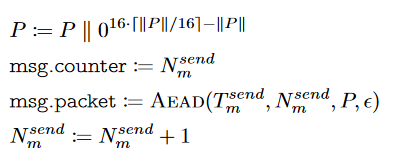 P := P ∥ 0^{16·⌈∥P∥/16⌉−∥P∥}
msg.counter := N_m^{send}
msg.packet := AEAD(T_m^{send}, N_m^{send}, P, ϵ)
N_m^{send} := N_m^{send} + 1